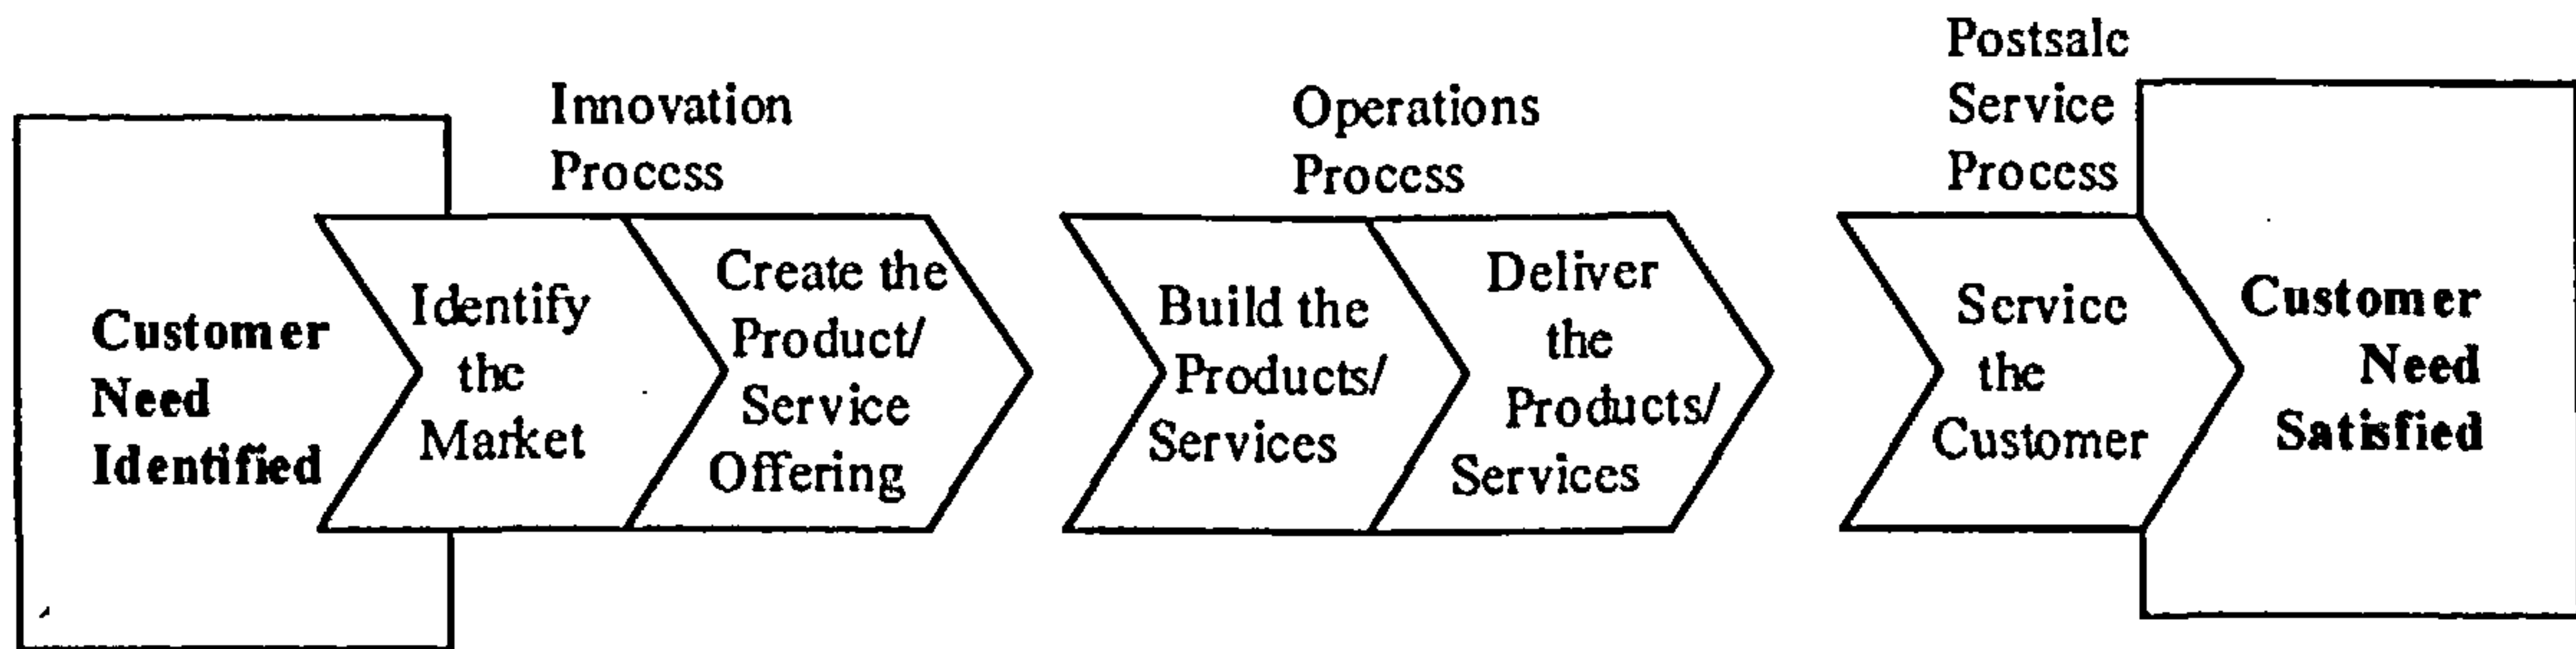 Innovation
Process
Operations
Process
Postsale
Service
Process
Customer
Need
Identified
Identify
the
Market
Create the
Product/
Service
Offering
Build the
Products/
Services
Deliver
the
Products/
Services
Service
the
Customer
Customer
Need
Satisfied